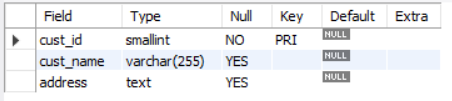 Field Type Null Key Default Extra
cust_id smallint NO PRI NULL
cust_name varchar(255) YES NULL
address text YES NULL